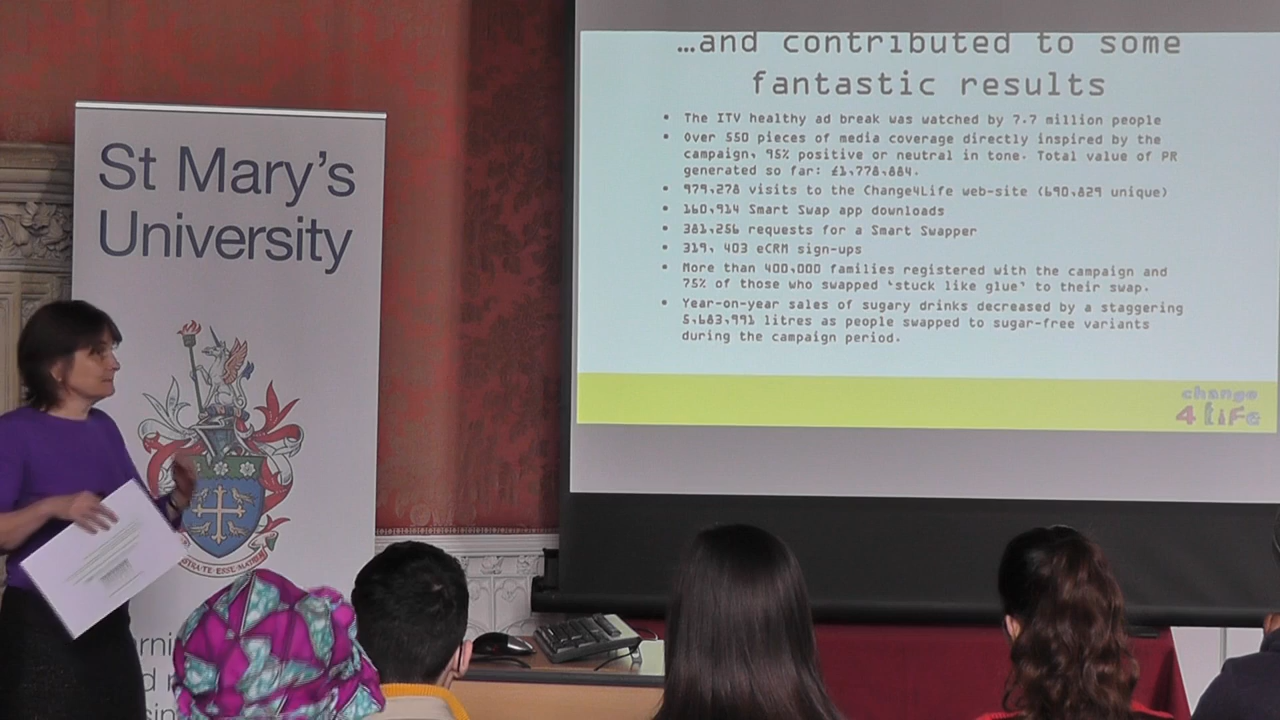 St Mary's
University
STRA·TE·ESSE·MATREM
…and contributed to some
fantastic results
• The ITV healthy ad break was watched by 7.7 million people
• Over 550 pieces of media coverage directly inspired by the
campaign, 95% positive or neutral in tone. Total value of PR
generated so far: £1,778,884.
• 979,278 visits to the Change4Life web-site (690,829 unique)
• 160,914 Smart Swap app downloads
• 381,256 requests for a Smart Swapper
• 319, 403 eCRM sign-ups
• More than 400,000 families registered with the campaign and
75% of those who swapped 'stuck like glue' to their swap.
• Year-on-year sales of sugary drinks decreased by a staggering
5,683,991 litres as people swapped to sugar-free variants
during the campaign period.
change
4 LiFe